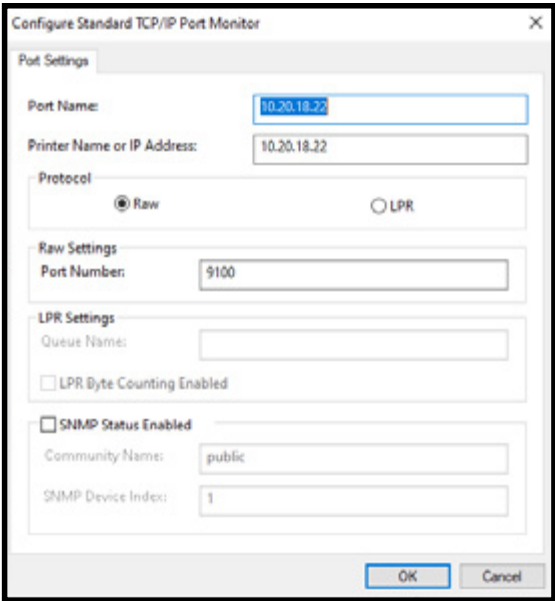 Configure Standard TCP/IP Port Monitor
Port Settings
Port Name: 10.20.18.22
Printer Name or IP Address: 10.20.18.22
Protocol
Raw LPR
Raw Settings
Port Number: 9100
LPR Settings
Queue Name:
LPR Byte Counting Enabled
SNMP Status Enabled
Community Name: public
SNMP Device Index: 1
OK Cancel